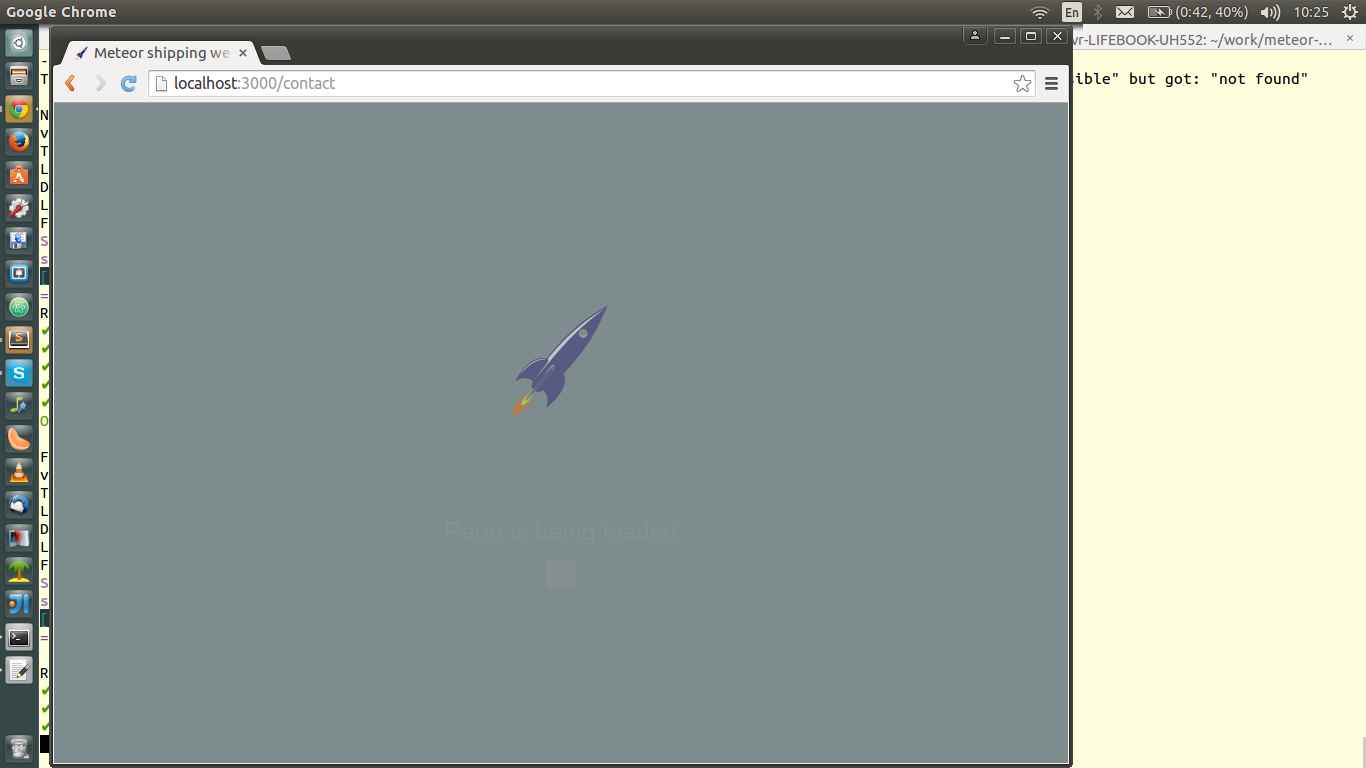 Google Chrome
En
(0:42, 40%)
10:25
Meteor shipping we
vr-LIFEBOOK-UH552: ~/work/meteor-...
localhost:3000/contact
ible" but got: "not found"
-
T
N
v
T
L
D
L
F
S
s
[
=
R
✔
✔
✔
✔
✔
O
F
v
T
L
D
L
F
S
s
[
=
R
✔
✔
✔
Page is being loaded